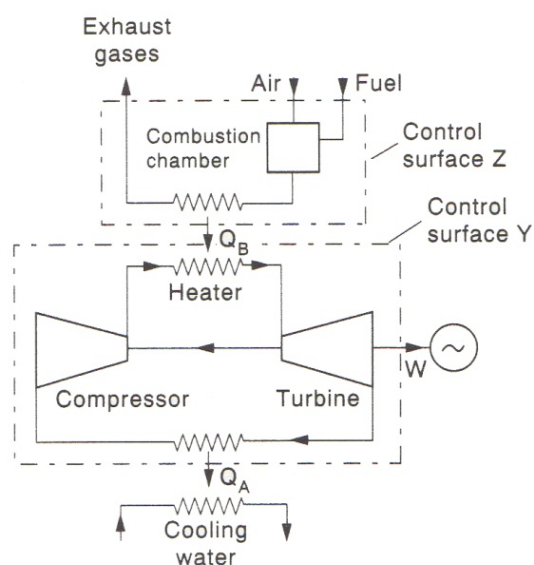 Exhaust
gases
Air
Fuel
Combustion
chamber
Control
surface Z
Control
surface Y
Q_B
Heater
Compressor
Turbine
W
~
Q_A
Cooling
water